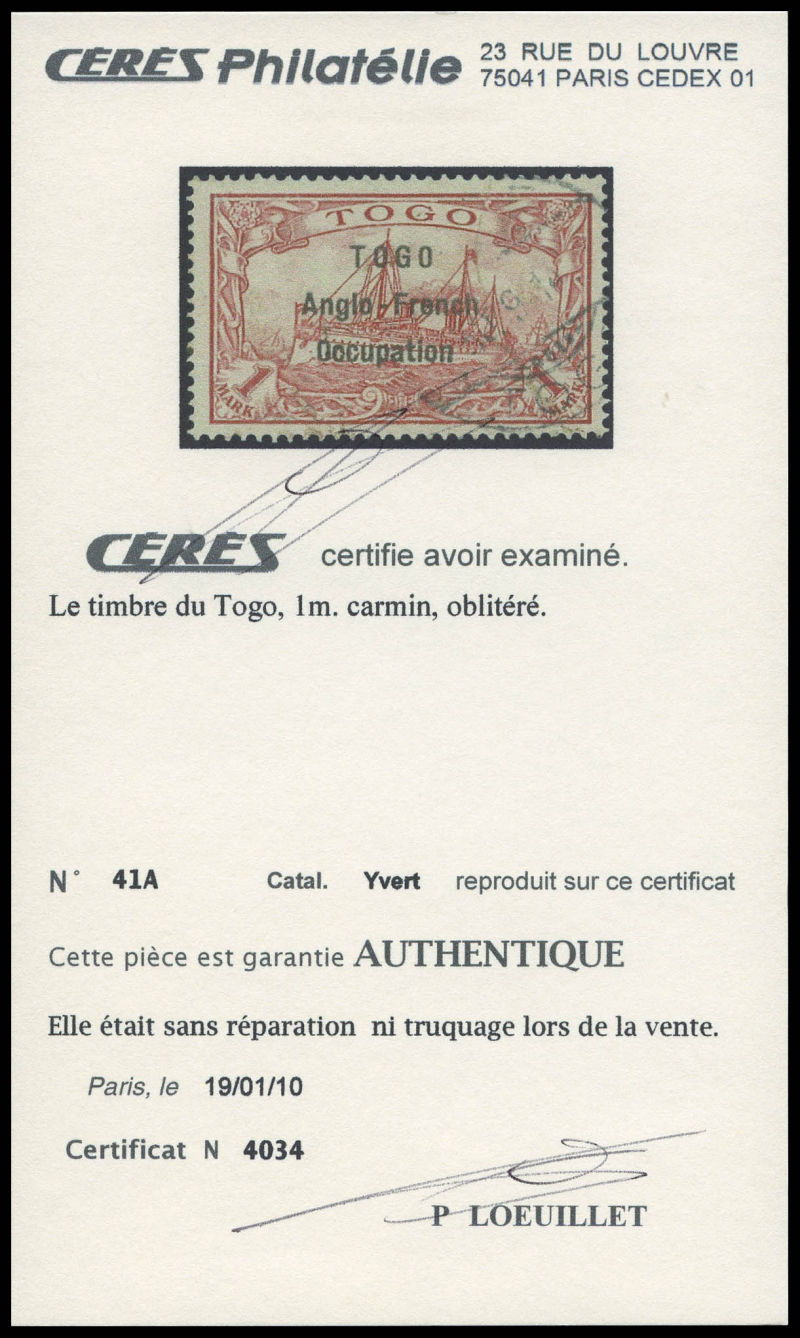 CÉRÈS Philatélie
23 RUE DU LOUVRE
75041 PARIS CEDEX 01
TOGO
TOGO
Anglo-French
Occupation
1 MARK
1 MARK
CÉRÈS certifie avoir examiné.
Le timbre du Togo, 1m. carmin, oblitéré.
N° 41A Catal. Yvert reproduit sur ce certificat
Cette pièce est garantie AUTHENTIQUE
Elle était sans réparation ni truquage lors de la vente.
Paris, le 19/01/10
Certificat N 4034
P LOEUILLET